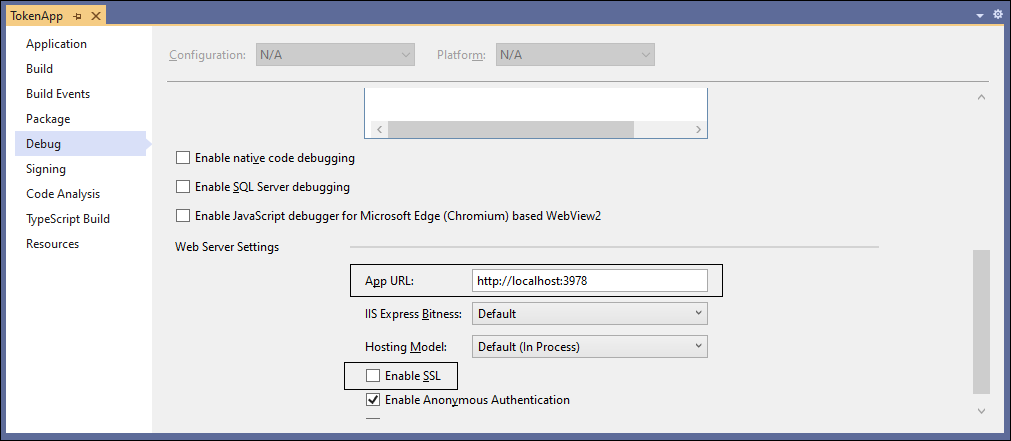 TokenApp
Application
Build
Build Events
Package
Debug
Signing
Code Analysis
TypeScript Build
Resources
Configuration: N/A Platform: N/A
Enable native code debugging
Enable SQL Server debugging
Enable JavaScript debugger for Microsoft Edge (Chromium) based WebView2
Web Server Settings
App URL: http://localhost:3978
IIS Express Bitness: Default
Hosting Model: Default (In Process)
Enable SSL
Enable Anonymous Authentication